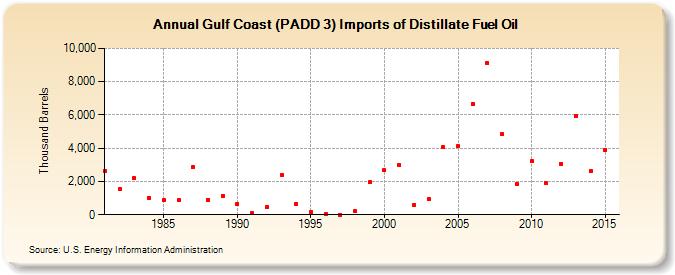 Annual Gulf Coast (PADD 3) Imports of Distillate Fuel Oil
Thousand Barrels
10,000
8,000
6,000
4,000
2,000
0
1985 1990 1995 2000 2005 2010 2015
Source: U.S. Energy Information Administration